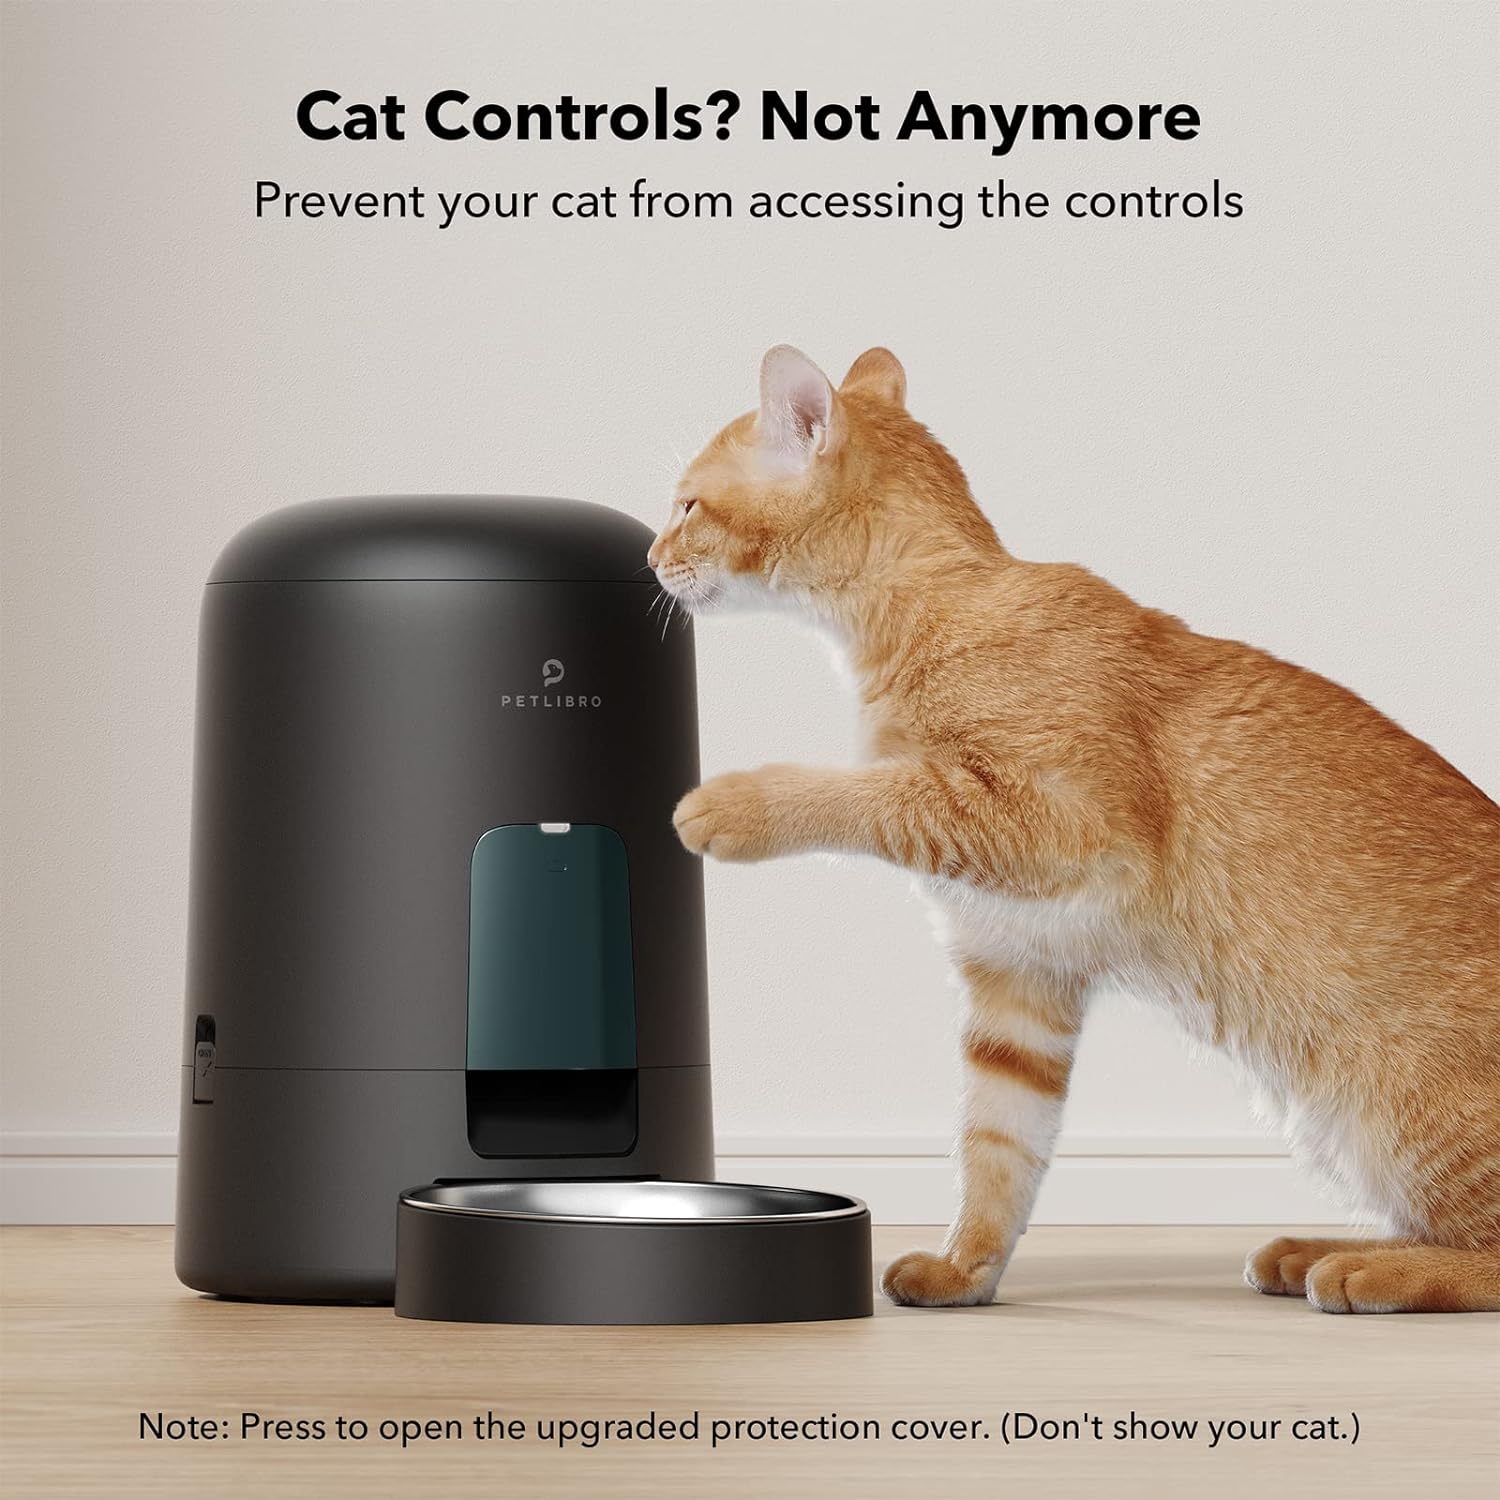 Cat Controls? Not Anymore
Prevent your cat from accessing the controls
PETLIBRO
Note: Press to open the upgraded protection cover. (Don't show your cat.)